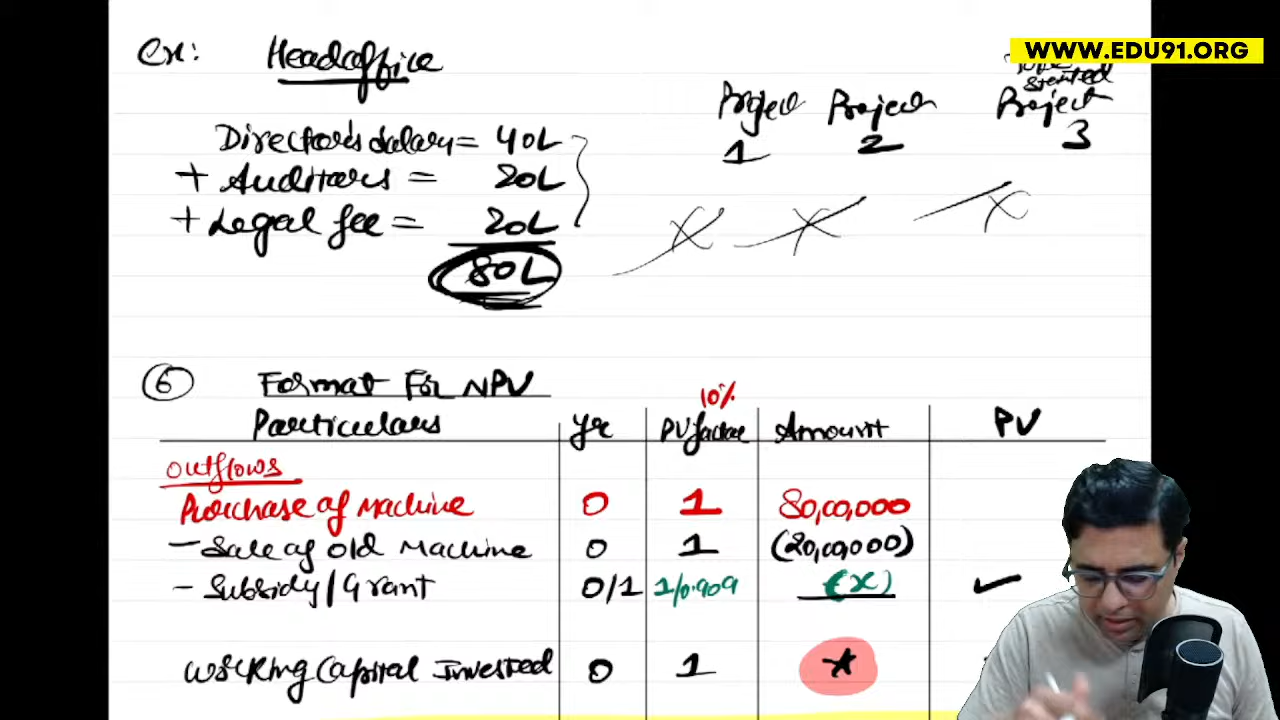 WWW.EDU91.ORG
Ex: Headoffice
started
Project 1 Project 2 Project 3
Director's salary = 40L
+ Auditors = 20L
+ Legal fee = 20L
80L
X X X
6 Format For NPV
10%
Particulars Yr PV factor Amount PV
Outflows
Purchase of Machine 0 1 80,00,000
- Sale of Old Machine 0 1 (20,00,000)
- Subsidy/Grant 0/1 1/0.909 (X) ✓
Working Capital Invested 0 1 *